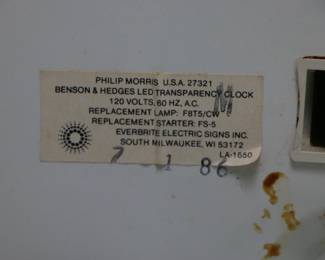 PHILIP MORRIS U.S.A. 27321
BENSON & HEDGES LED TRANSPARENCY CLOCK
120 VOLTS, 60 HZ, A.C.
M
REPLACEMENT LAMP: F8T5/CW
REPLACEMENT STARTER: FS-5
EVERBRITE ELECTRIC SIGNS INC.
SOUTH MILWAUKEE, WI 53172
LA-1550
7 1 86